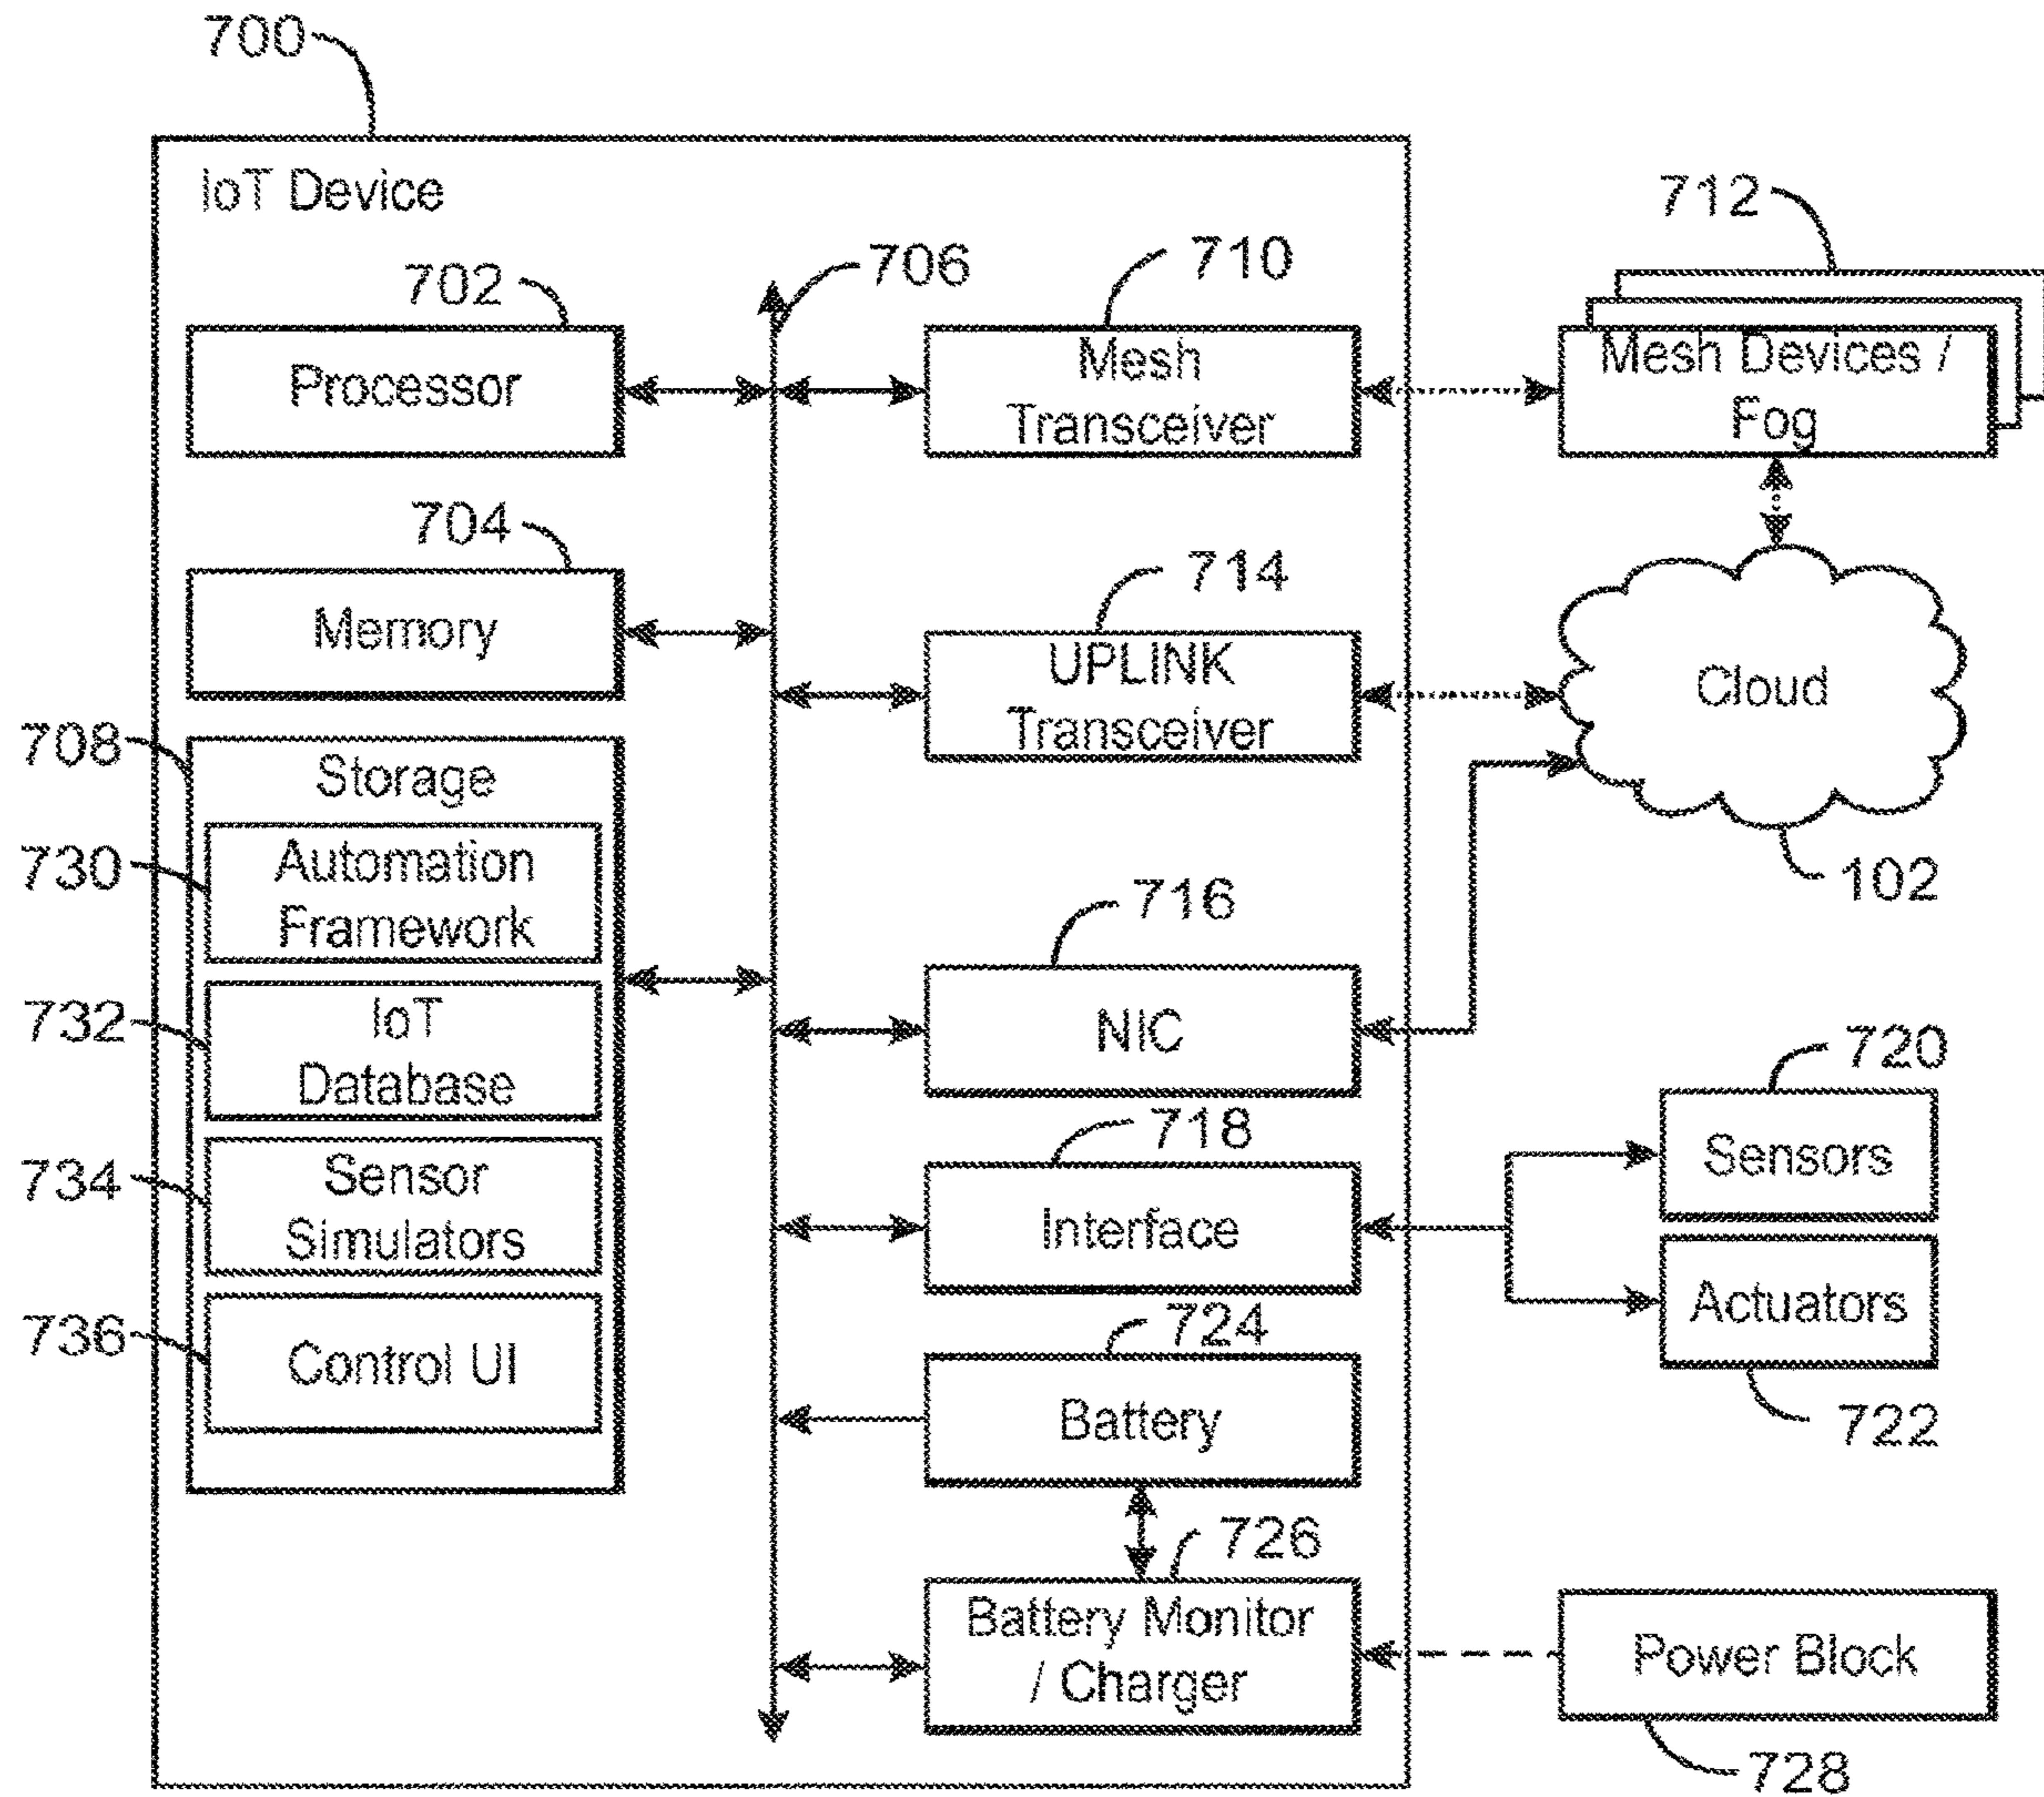 700
IoT Device
702
706
710
712
Processor
Mesh
Transceiver
Mesh Devices /
Fog
704
714
Memory
UPLINK
Transceiver
Cloud
708
Storage
730
Automation
Framework
716
102
732
IoT
Database
NIC
720
718
Sensors
734
Sensor
Simulators
Interface
Actuators
736
Control UI
724
722
Battery
726
Battery Monitor
/ Charger
Power Block
728